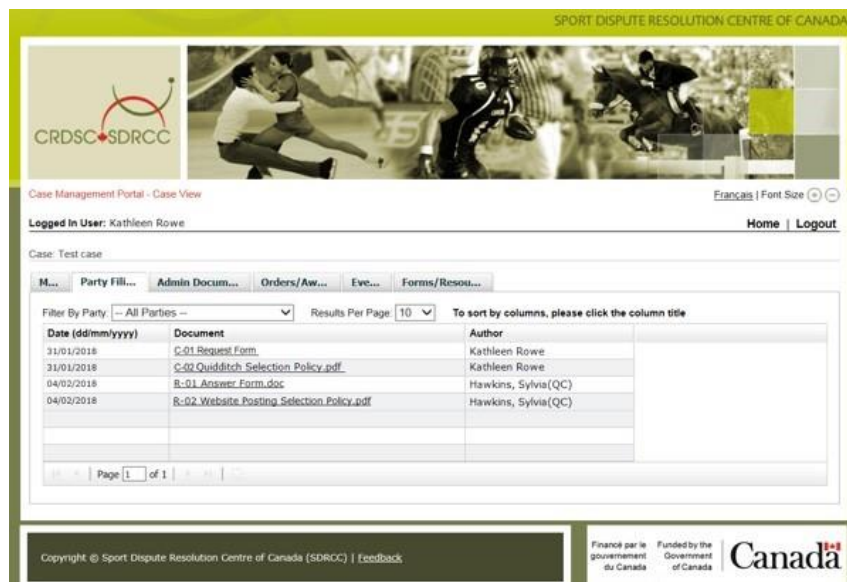 SPORT DISPUTE RESOLUTION CENTRE OF CANADA
CRDSC SDRCC
Case Management Portal - Case View
Français | Font Size + -
Logged In User: Kathleen Rowe
Home | Logout
Case: Test case
M... Party Fili... Admin Docum... Orders/Aw... Eve... Forms/Resou...
Filter By Party: -- All Parties -- Results Per Page: 10 To sort by columns, please click the column title
Date (dd/mm/yyyy) Document Author
31/01/2018 C-01 Request Form Kathleen Rowe
31/01/2018 C-02 Quidditch Selection Policy.pdf Kathleen Rowe
04/02/2018 R-01 Answer Form.doc Hawkins, Sylvia(QC)
04/02/2018 R-02 Website Posting Selection Policy.pdf Hawkins, Sylvia(QC)
Page 1 of 1
Copyright © Sport Dispute Resolution Centre of Canada (SDRCC) | Feedback
Financé par le gouvernement du Canada
Funded by the Government of Canada
Canada